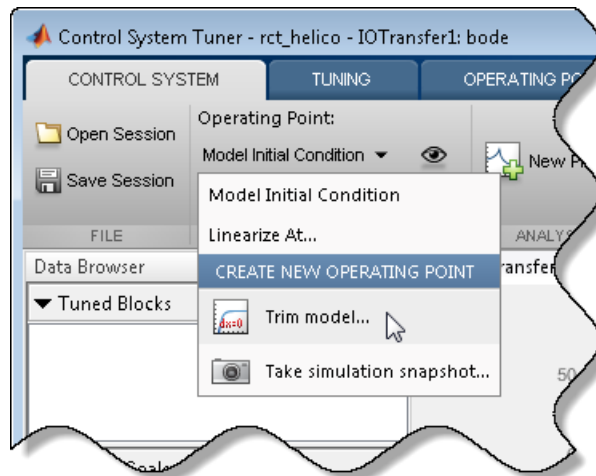 Control System Tuner - rct_helico - IOTransfer1: bode
CONTROL SYSTEM
TUNING
OPERATING PO
Open Session
Save Session
FILE
Operating Point:
Model Initial Condition
New P
ANALYS
Model Initial Condition
Linearize At...
CREATE NEW OPERATING POINT
dx=0
Trim model...
Take simulation snapshot...
Data Browser
Tuned Blocks
ransfer
50